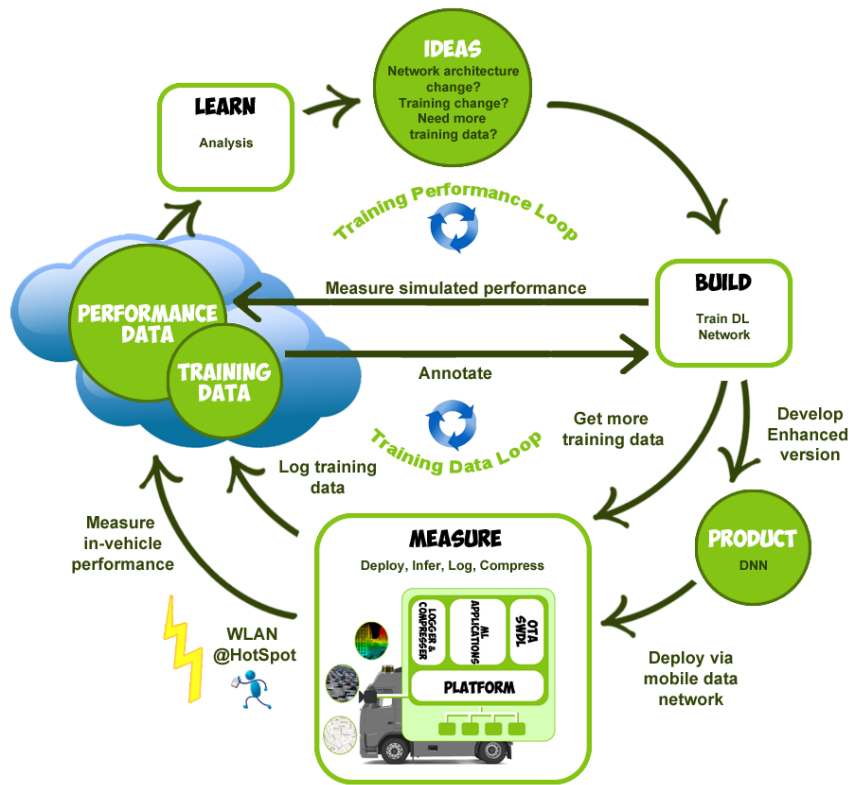 IDEAS
Network architecture
change?
Training change?
Need more
training data?
LEARN
Analysis
Training Performance Loop
BUILD
Train DL
Network
Measure simulated performance
PERFORMANCE
DATA
TRAINING
DATA
Annotate
Training Data Loop
Get more
training data
Develop
Enhanced
version
Log training
data
Measure
in-vehicle
performance
MEASURE
Deploy, Infer, Log, Compress
PRODUCT
DNN
LOGGER &
COMPRESSER
ML
APPLICATIONS
OTA
SWDL
PLATFORM
WLAN
@HotSpot
Deploy via
mobile data
network